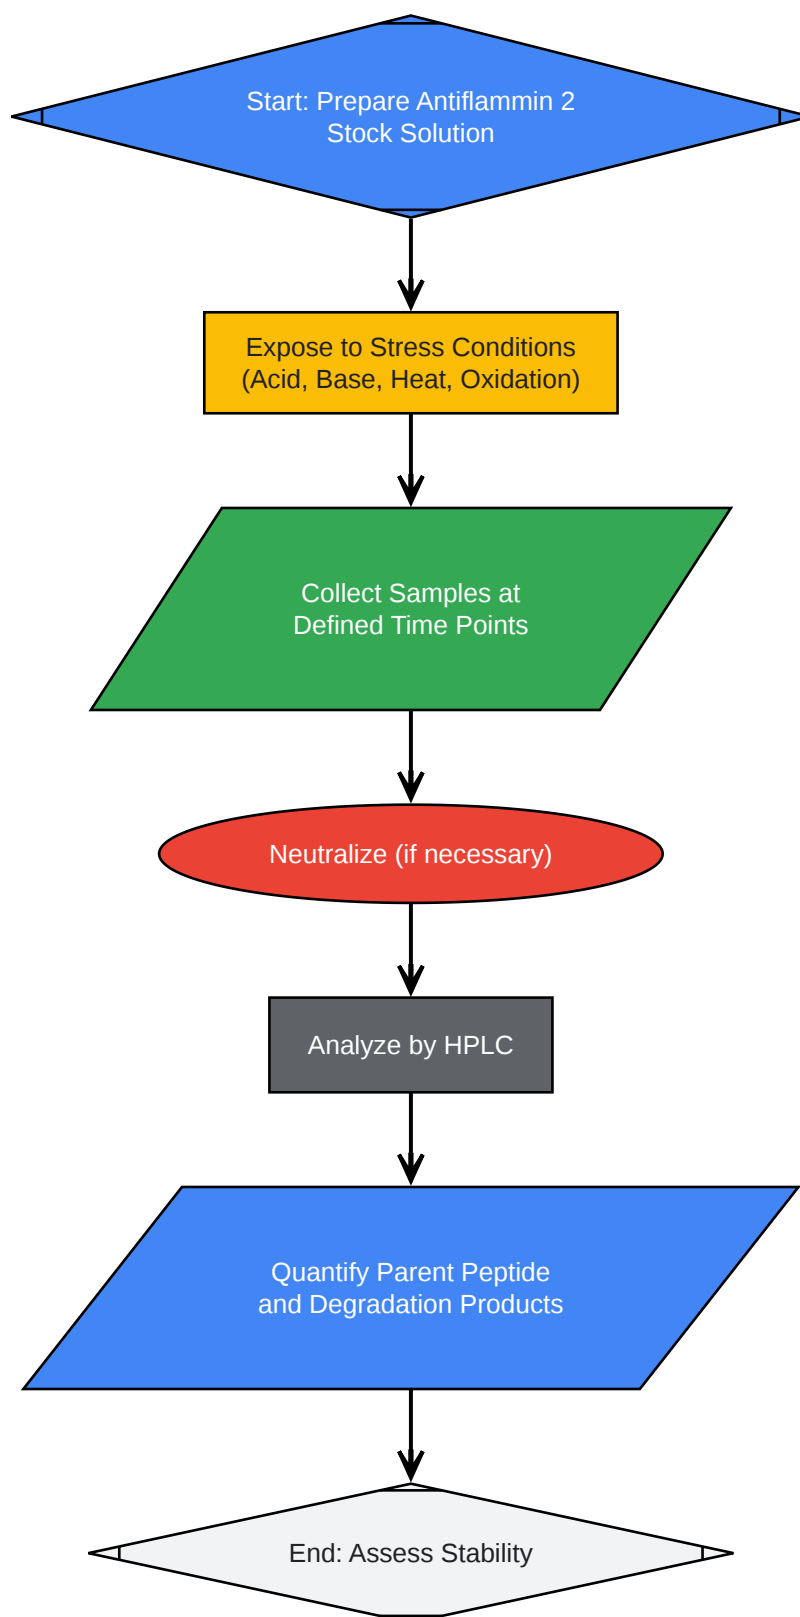 Start: Prepare Antiflammin 2
Stock Solution
Expose to Stress Conditions
(Acid, Base, Heat, Oxidation)
Collect Samples at
Defined Time Points
Neutralize (if necessary)
Analyze by HPLC
Quantify Parent Peptide
and Degradation Products
End: Assess Stability